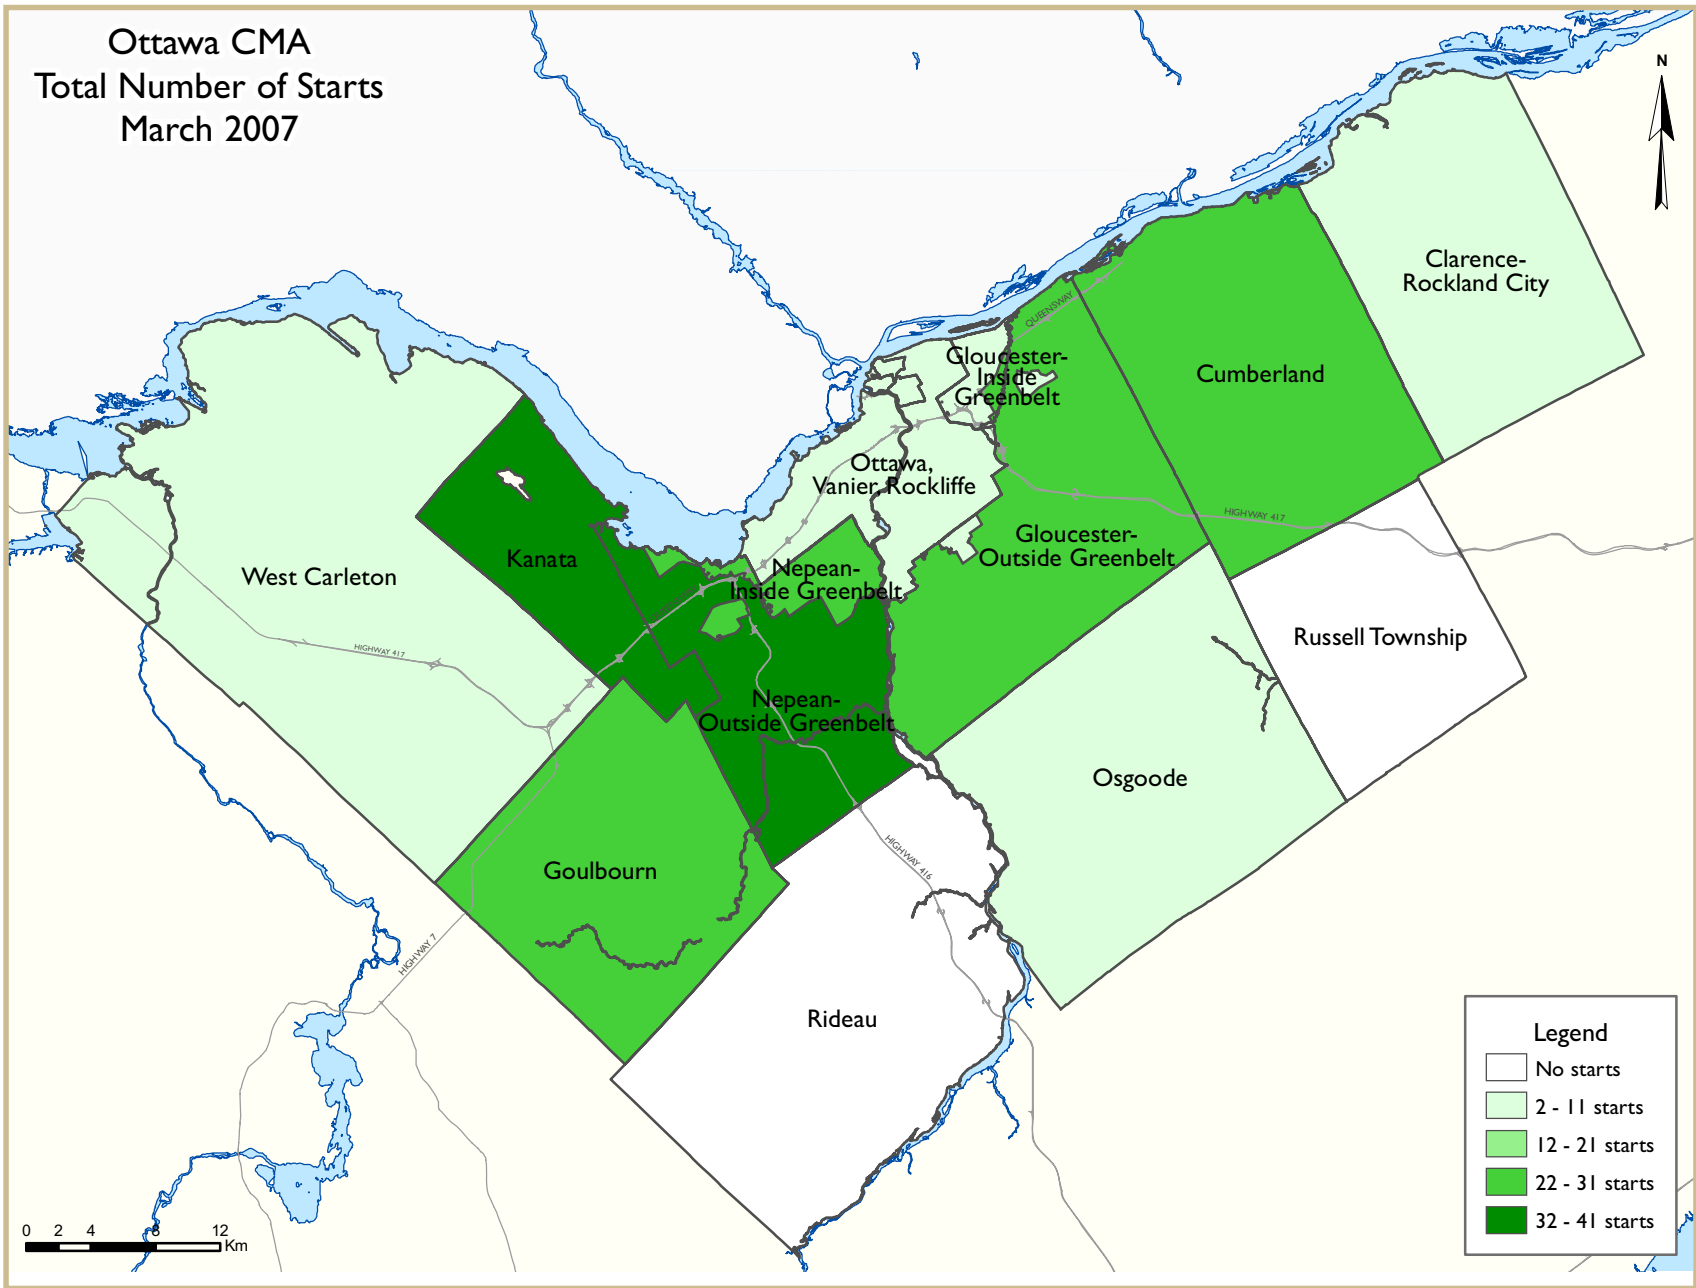 Ottawa CMA
Total Number of Starts
March 2007
N
Clarence-
Rockland City
QUEENSWAY
Gloucester-
Inside
Greenbelt
Cumberland
Ottawa,
Vanier, Rockliffe
HIGHWAY 417
Gloucester-
Outside Greenbelt
Kanata
West Carleton
Nepean-
Inside Greenbelt
Russell Township
HIGHWAY 417
Nepean-
Outside Greenbelt
Osgoode
Goulbourn
HIGHWAY 416
HIGHWAY 7
Rideau
Legend
No starts
2 - 11 starts
12 - 21 starts
22 - 31 starts
32 - 41 starts
0 2 4 8 12
Km